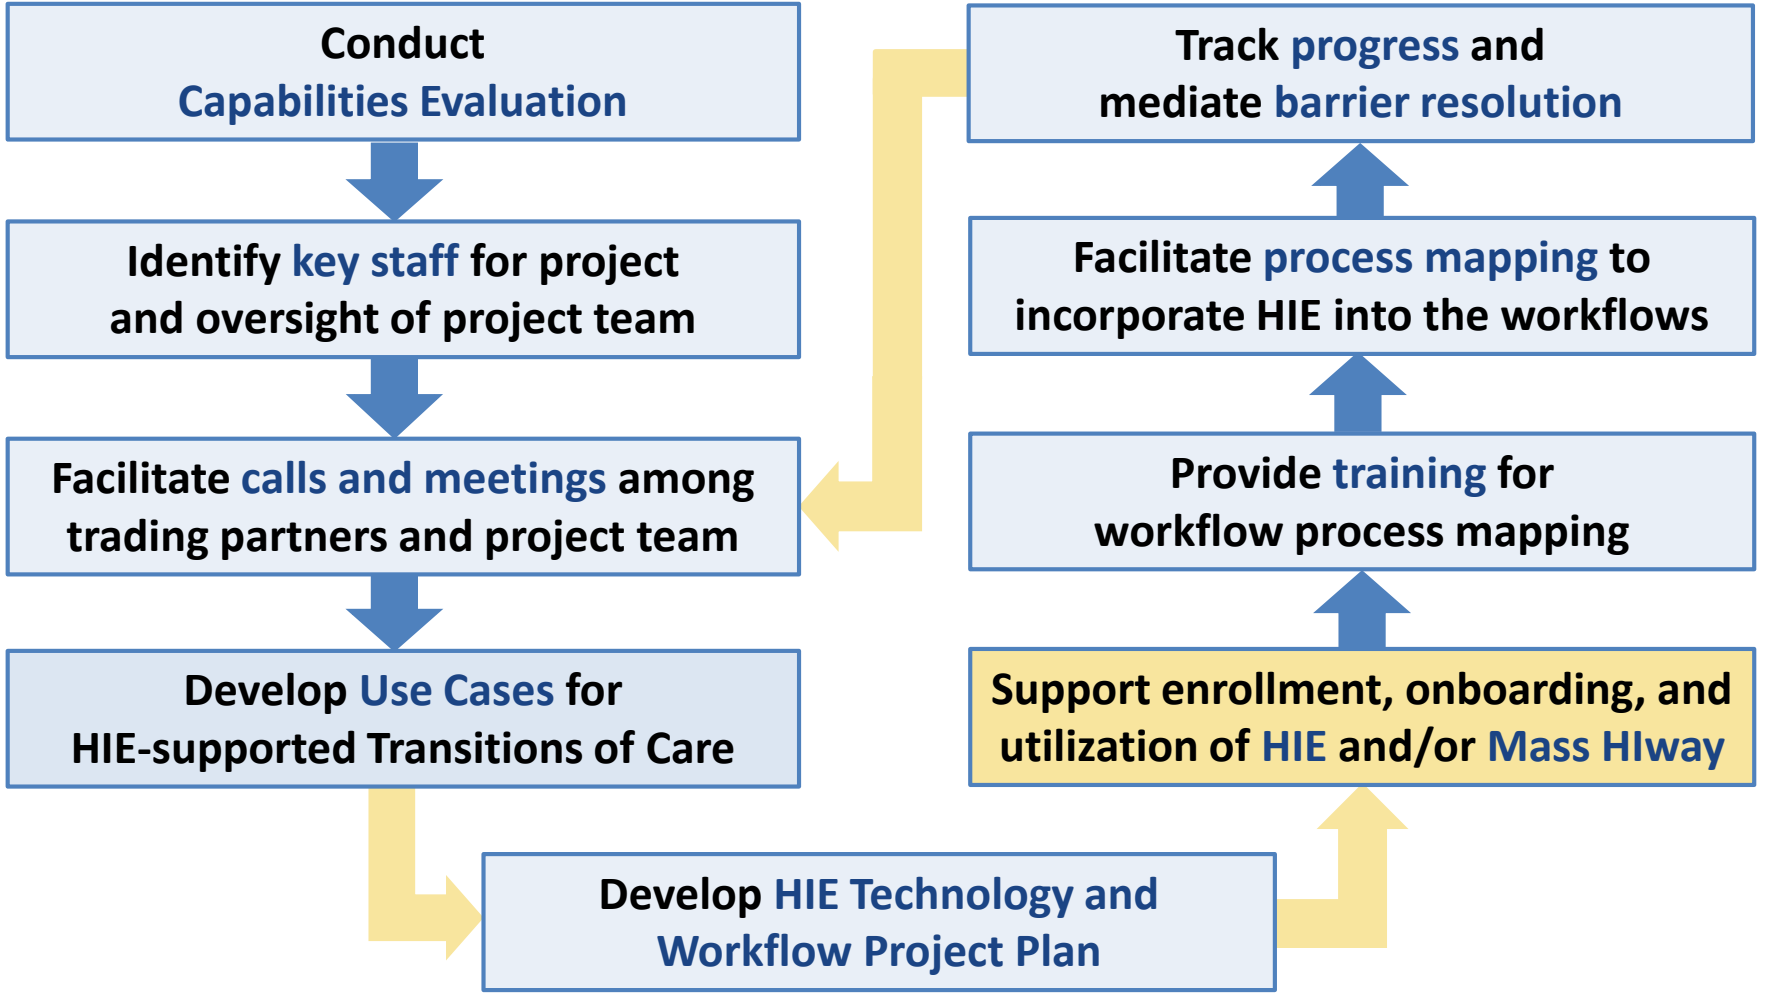 Conduct
Capabilities Evaluation
Identify key staff for project
and oversight of project team
Facilitate calls and meetings among
trading partners and project team
Develop Use Cases for
HIE-supported Transitions of Care
Develop HIE Technology and
Workflow Project Plan
Support enrollment, onboarding, and
utilization of HIE and/or Mass HIway
Provide training for
workflow process mapping
Facilitate process mapping to
incorporate HIE into the workflows
Track progress and
mediate barrier resolution